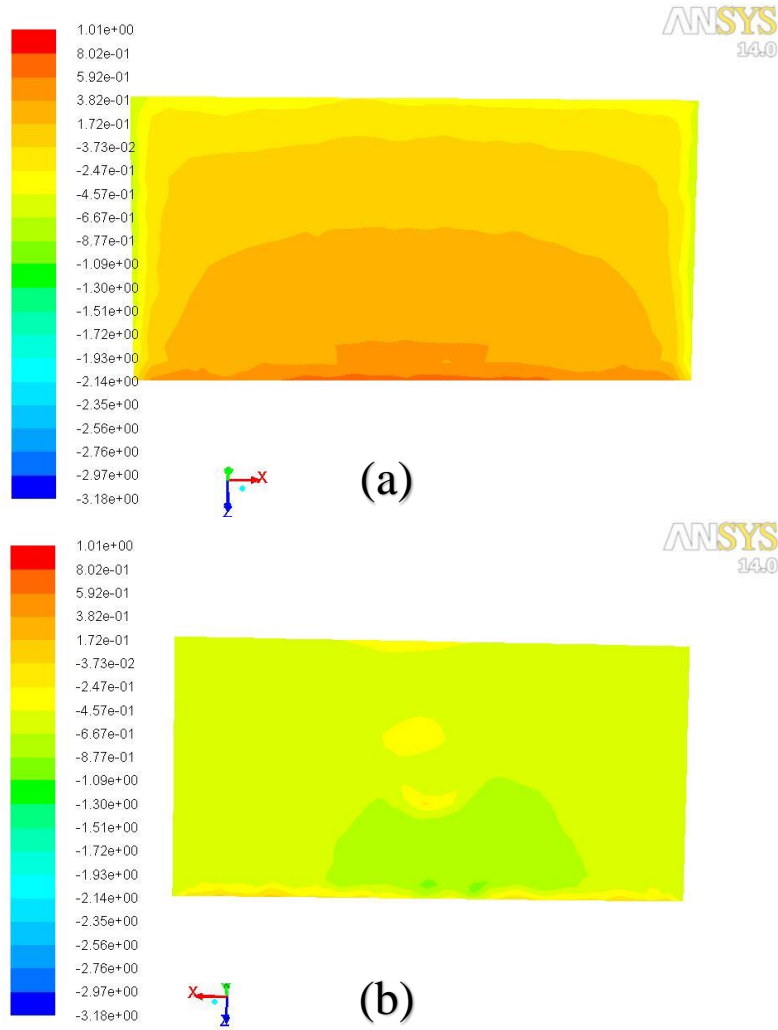 ANSYS
14.0
1.01e+00
8.02e-01
5.92e-01
3.82e-01
1.72e-01
-3.73e-02
-2.47e-01
-4.57e-01
-6.67e-01
-8.77e-01
-1.09e+00
-1.30e+00
-1.51e+00
-1.72e+00
-1.93e+00
-2.14e+00
-2.35e+00
-2.56e+00
-2.76e+00
-2.97e+00
-3.18e+00
X
Z
(a)
ANSYS
14.0
1.01e+00
8.02e-01
5.92e-01
3.82e-01
1.72e-01
-3.73e-02
-2.47e-01
-4.57e-01
-6.67e-01
-8.77e-01
-1.09e+00
-1.30e+00
-1.51e+00
-1.72e+00
-1.93e+00
-2.14e+00
-2.35e+00
-2.56e+00
-2.76e+00
-2.97e+00
-3.18e+00
X
Z
(b)